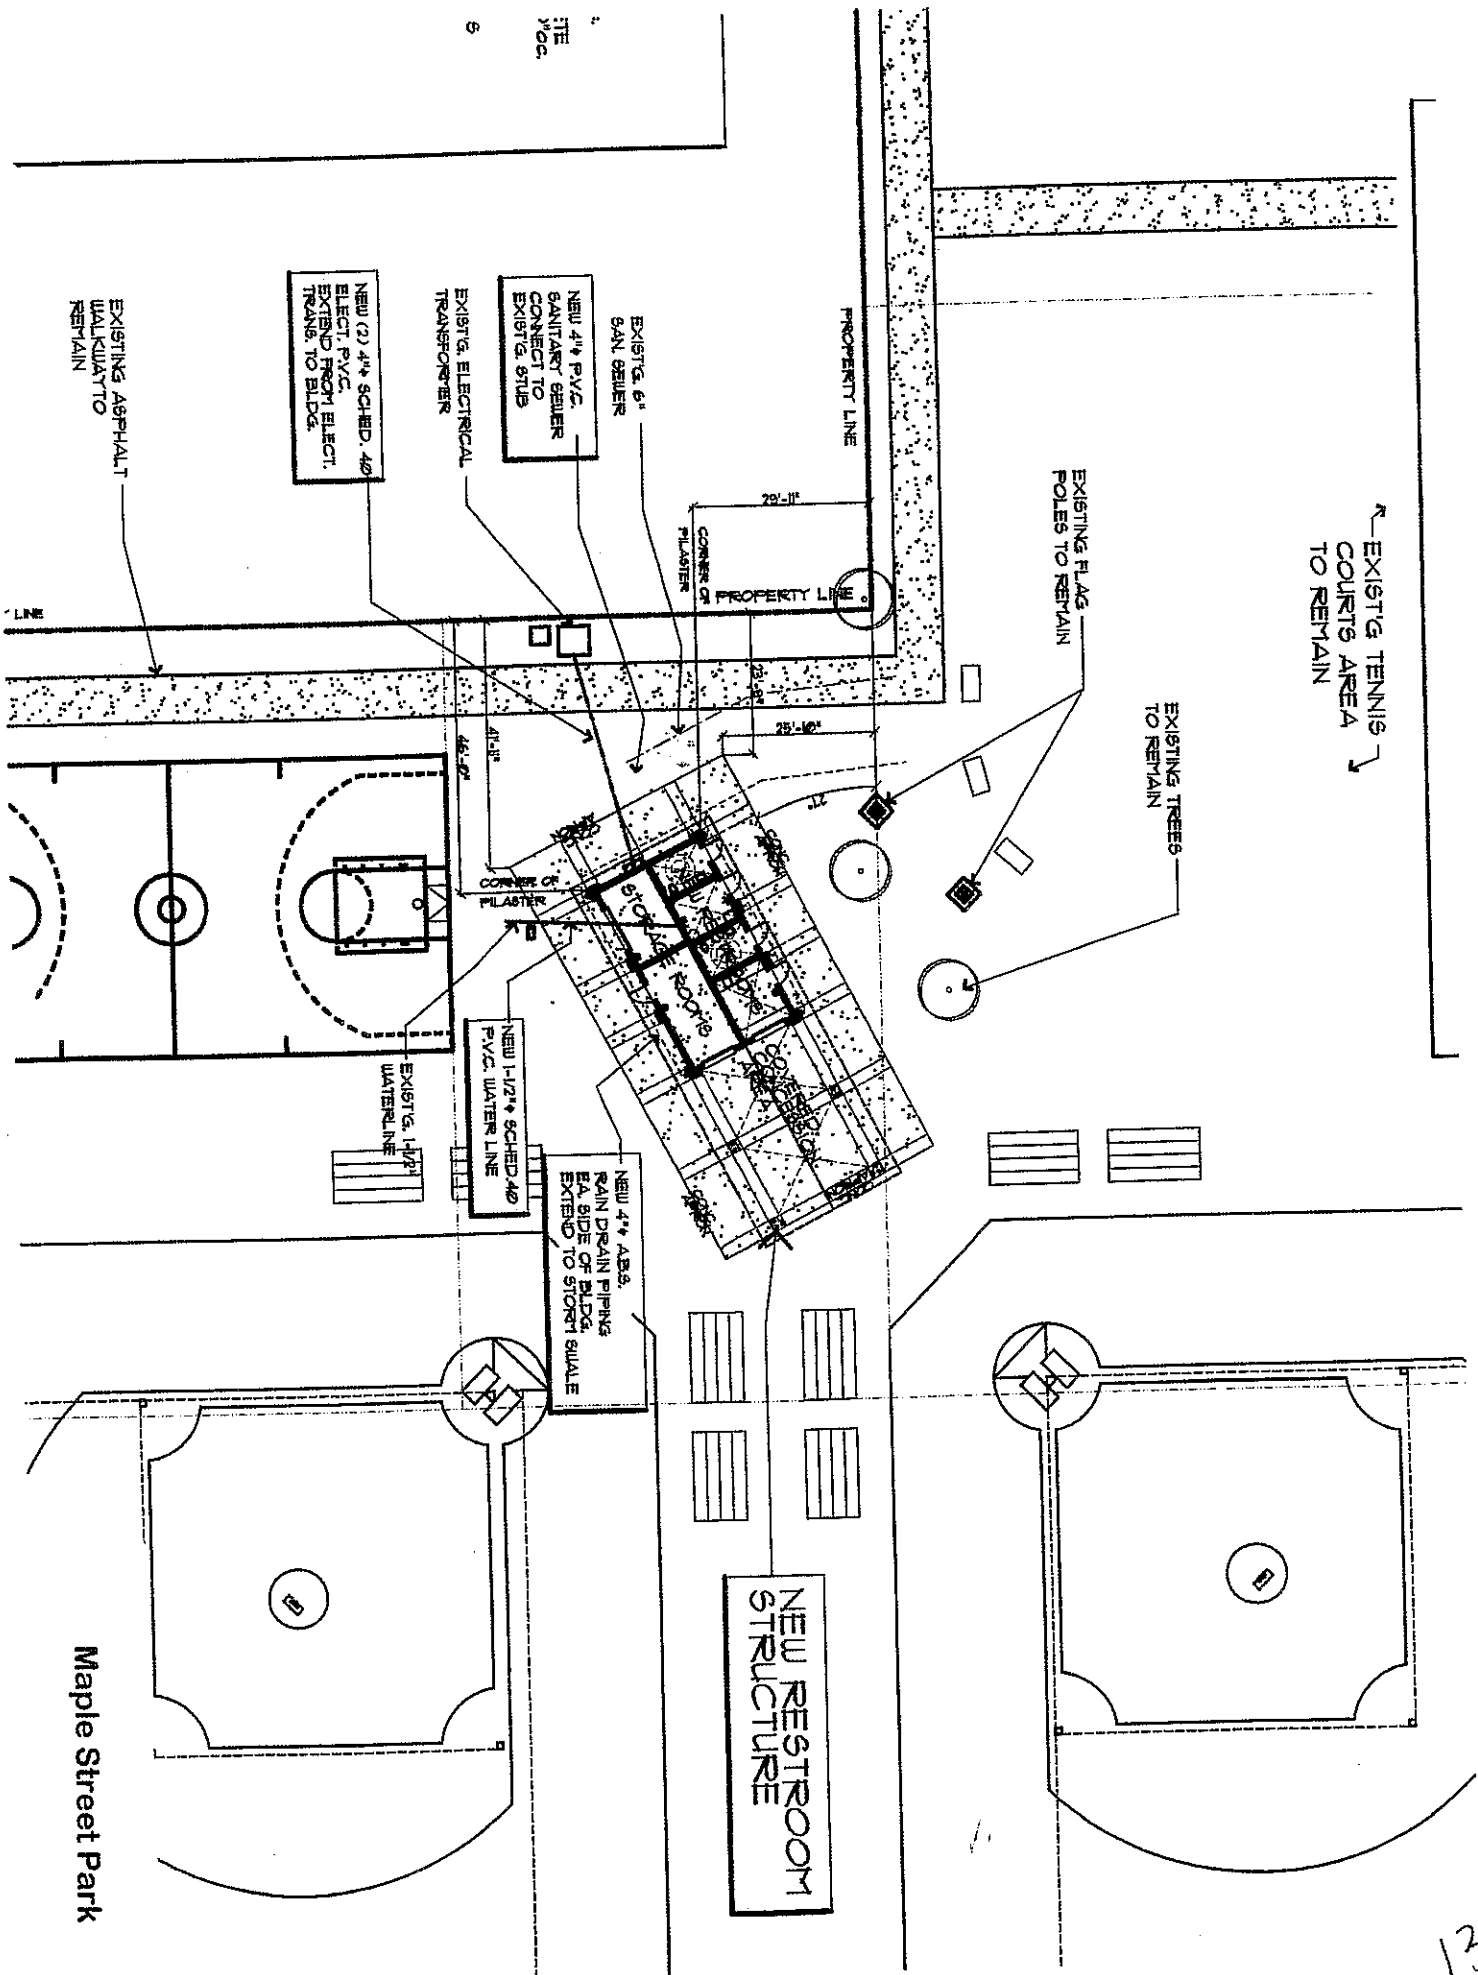 EXIST'G TENNIS
COURTS AREA
TO REMAIN
EXISTING FLAG
POLES TO REMAIN
EXISTING TREES
TO REMAIN
PROPERTY LINE
29'-11"
CORNER OF
PILASTER
PROPERTY LINE
23'-8"
25'-10"
27°
EXIST'G. 6"
SAN. SEWER
NEW 4"ϕ P.V.C.
SANITARY SEWER
CONNECT TO
EXIST'G. STUB
EXIST'G. ELECTRICAL
TRANSFORMER
NEW (2) 4"ϕ SCHED. 40
ELECT. P.V.C.
EXTEND FROM ELECT.
TRANS. TO BLDG.
EXISTING ASPHALT
WALKWAY TO
REMAIN
LINE
41'-11"
46'-0"
CORNER OF
PILASTER
STORAGE ROOMS
COVERED
CONCESSION
AREA
NEW 1-1/2"ϕ SCHED. 40
P.V.C. WATER LINE
EXIST'G. 1-1/2"
WATERLINE
NEW 4"ϕ A.B.S.
RAIN DRAIN PIPING
EA. SIDE OF BLDG.
EXTEND TO STORM SWALE
NEW RESTROOM
STRUCTURE
Maple Street Park